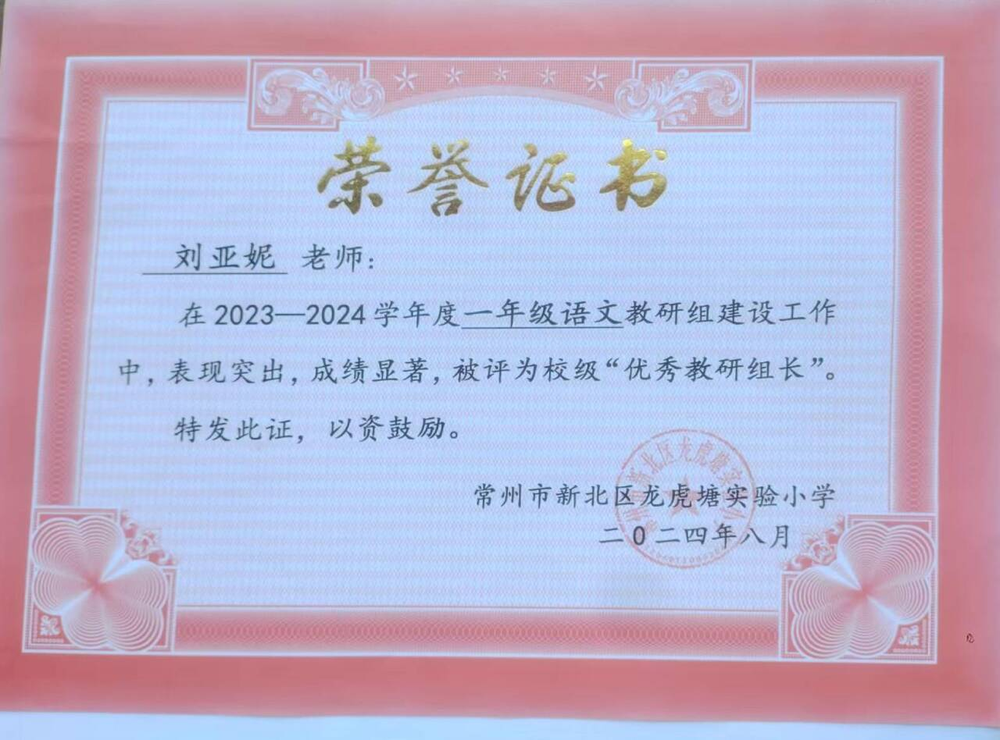 荣誉证书
刘亚妮 老师：
在2023—2024学年度一年级语文教研组建设工作
中，表现突出，成绩显著，被评为校级“优秀教研组长”。
特发此证，以资鼓励。
常州市新北区龙虎塘实验小学
二0二四年八月